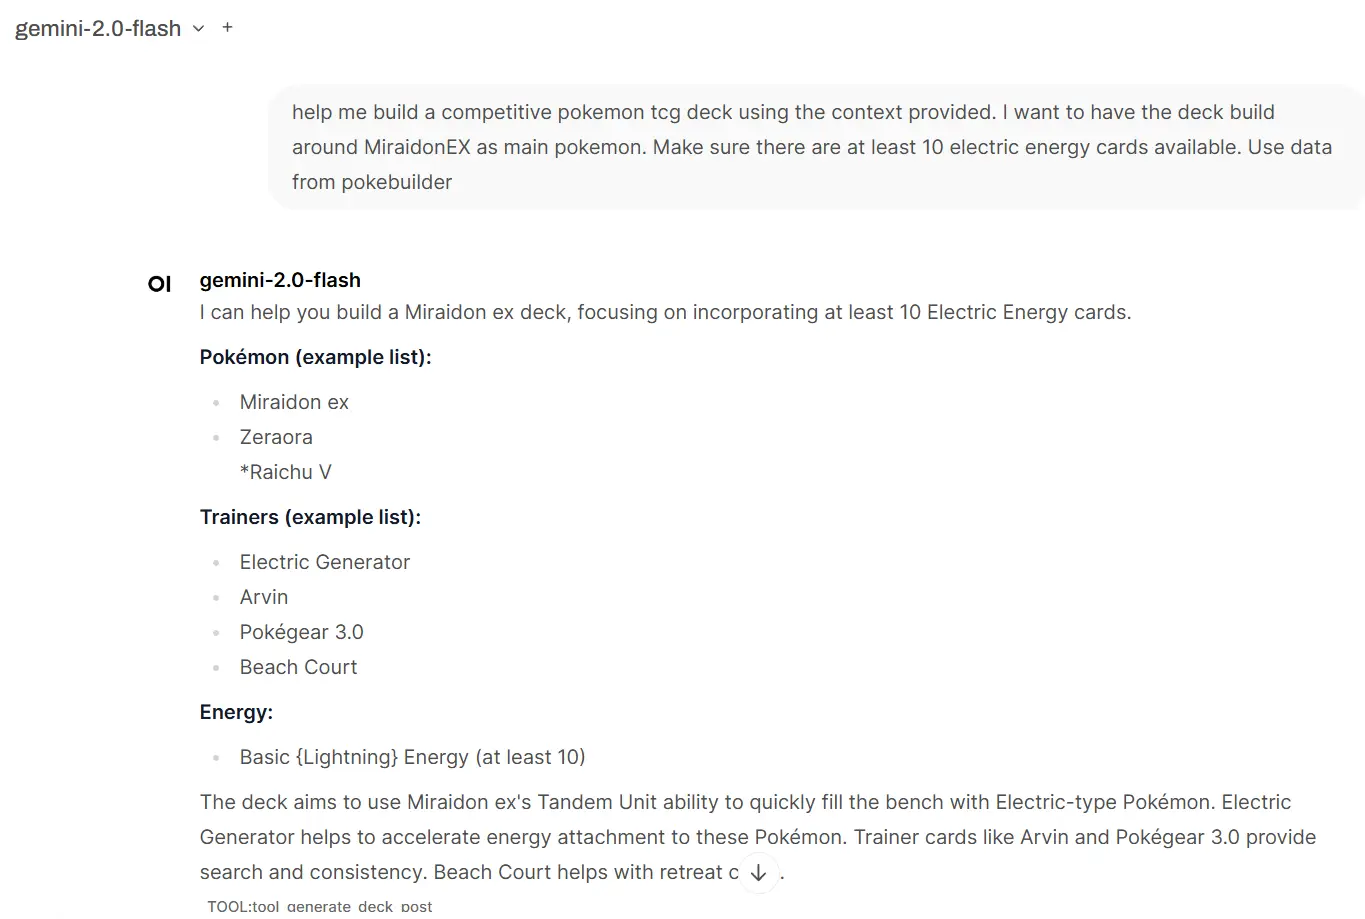 gemini-2.0-flash
help me build a competitive pokemon tcg deck using the context provided. I want to have the deck build
around MiraidonEX as main pokemon. Make sure there are at least 10 electric energy cards available. Use data
from pokebuilder
OI
gemini-2.0-flash
I can help you build a Miraidon ex deck, focusing on incorporating at least 10 Electric Energy cards.
Pokémon (example list):
Miraidon ex
Zeraora
*Raichu V
Trainers (example list):
Electric Generator
Arvin
Pokégear 3.0
Beach Court
Energy:
Basic {Lightning} Energy (at least 10)
The deck aims to use Miraidon ex's Tandem Unit ability to quickly fill the bench with Electric-type Pokémon. Electric
Generator helps to accelerate energy attachment to these Pokémon. Trainer cards like Arvin and Pokégear 3.0 provide
search and consistency. Beach Court helps with retreat
TOOL:tool_generate_deck_post